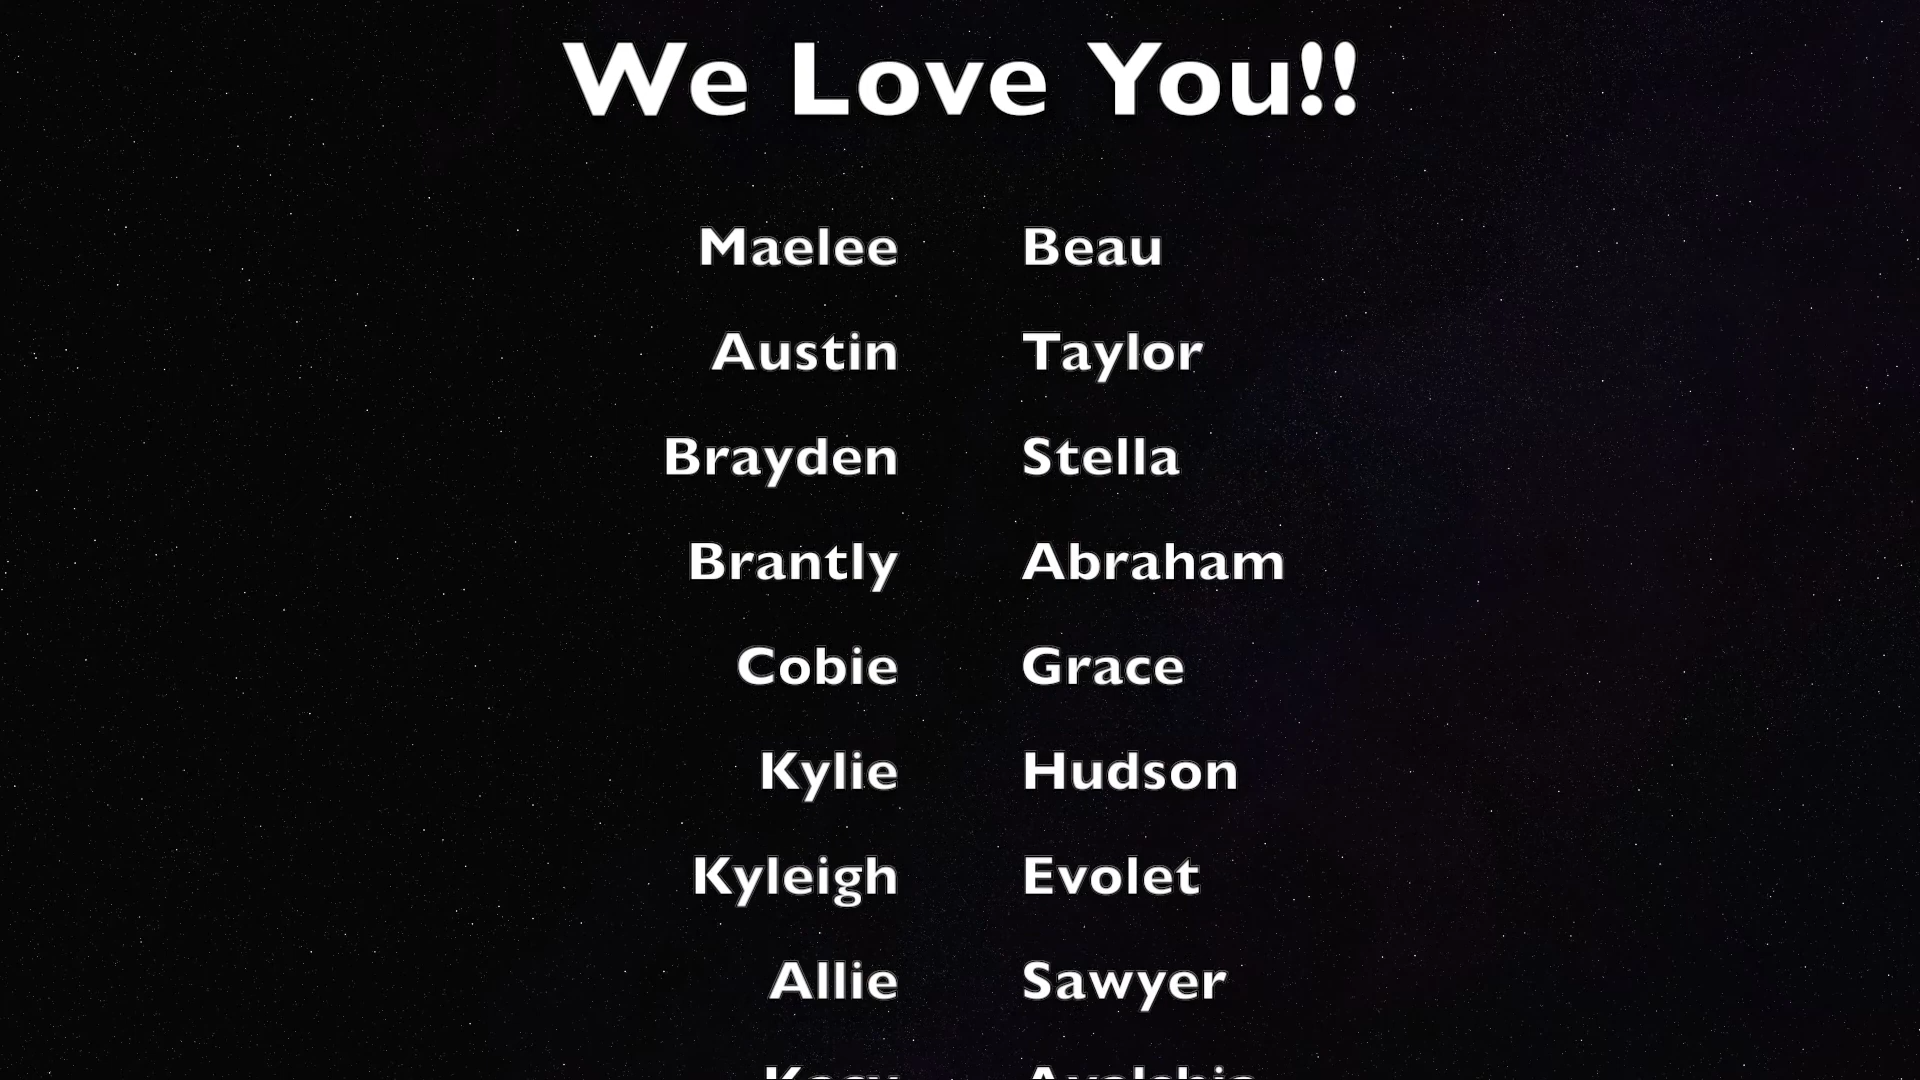 We Love You!!
Maelee Beau
Austin Taylor
Brayden Stella
Brantly Abraham
Cobie Grace
Kylie Hudson
Kyleigh Evolet
Allie Sawyer